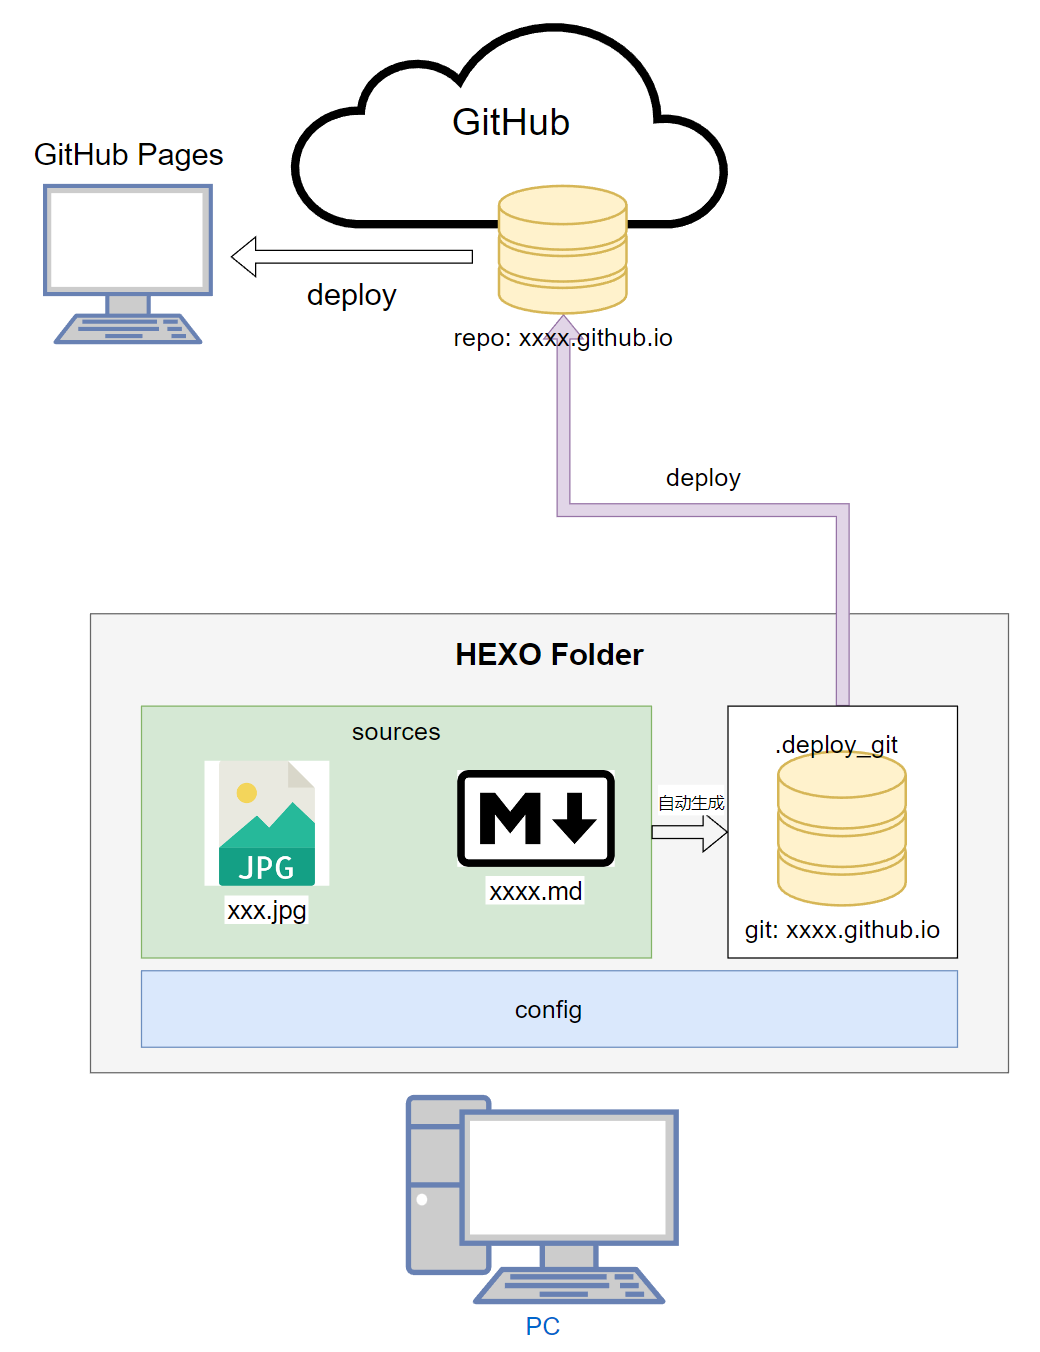 GitHub
GitHub Pages
deploy
repo: xxxx.github.io
deploy
HEXO Folder
sources
.deploy_git
自动生成
JPG
M
xxxx.md
xxx.jpg
git: xxxx.github.io
config
PC